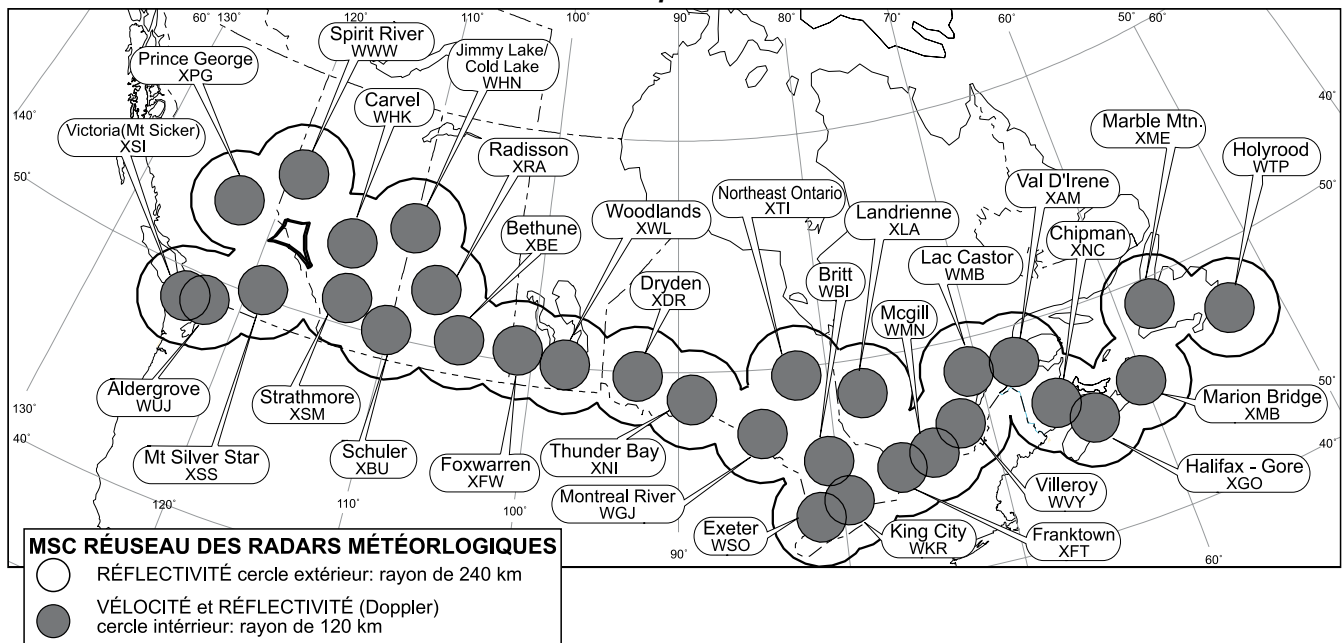 60° 130° 120° 110° 100° 90° 80° 70° 60° 50° 60°
Spirit River
WWW
Prince George
XPG
Jimmy Lake/
Cold Lake
WHN
Carvel
WHK
40°
140°
Victoria(Mt Sicker)
XSI
Radisson
XRA
Marble Mtn.
XME
Holyrood
WTP
50°
Northeast Ontario
XTI
Landrienne
XLA
Val D'Irene
XAM
50°
Woodlands
XWL
Bethune
XBE
Chipman
XNC
Lac Castor
WMB
Britt
WBI
Dryden
XDR
Mcgill
WMN
Aldergrove
WUJ
Strathmore
XSM
50°
Marion Bridge
XMB
130°
40°
Mt Silver Star
XSS
Schuler
XBU
Foxwarren
XFW
Thunder Bay
XNI
40°
Halifax - Gore
XGO
Montreal River
WGJ
Villeroy
WVY
120°
110°
100°
90°
Exeter
WSO
King City
WKR
Franktown
XFT
60°
MSC RÉUSEAU DES RADARS MÉTÉORLOGIQUES
RÉFLECTIVITÉ cercle extérieur: rayon de 240 km
VÉLOCITÉ et RÉFLECTIVITÉ (Doppler)
cercle intérrieur: rayon de 120 km